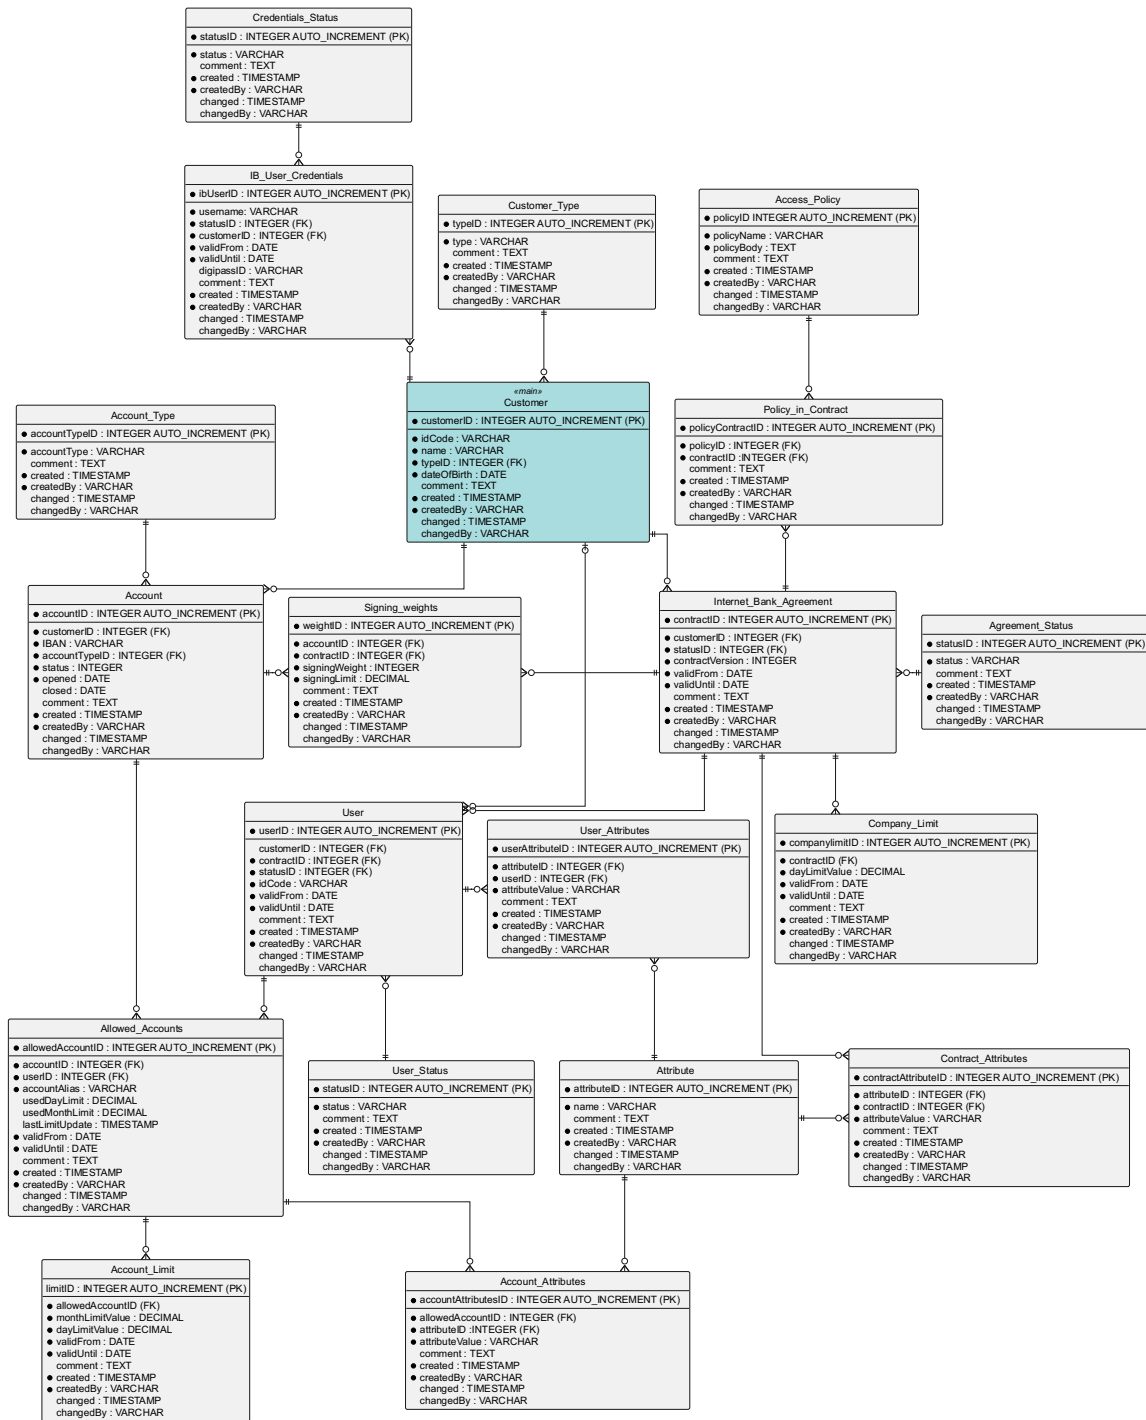 Credentials_Status
statusID : INTEGER AUTO_INCREMENT (PK)
status : VARCHAR
comment : TEXT
created : TIMESTAMP
createdBy : VARCHAR
changed : TIMESTAMP
changedBy : VARCHAR
IB_User_Credentials
ibUserID : INTEGER AUTO_INCREMENT (PK)
username: VARCHAR
statusID : INTEGER (FK)
customerID : INTEGER (FK)
validFrom : DATE
validUntil : DATE
digipassID : VARCHAR
comment : TEXT
created : TIMESTAMP
createdBy : VARCHAR
changed : TIMESTAMP
changedBy : VARCHAR
Customer_Type
typeID : INTEGER AUTO_INCREMENT (PK)
type : VARCHAR
comment : TEXT
created : TIMESTAMP
createdBy : VARCHAR
changed : TIMESTAMP
changedBy : VARCHAR
Access_Policy
policyID INTEGER AUTO_INCREMENT (PK)
policyName : VARCHAR
policyBody : TEXT
comment : TEXT
created : TIMESTAMP
createdBy : VARCHAR
changed : TIMESTAMP
changedBy : VARCHAR
«main»
Customer
customerID : INTEGER AUTO_INCREMENT (PK)
idCode : VARCHAR
name : VARCHAR
typeID : INTEGER (FK)
dateOfBirth : DATE
comment : TEXT
created : TIMESTAMP
createdBy : VARCHAR
changed : TIMESTAMP
changedBy : VARCHAR
Account_Type
accountTypeID : INTEGER AUTO_INCREMENT (PK)
accountType : VARCHAR
comment : TEXT
created : TIMESTAMP
createdBy : VARCHAR
changed : TIMESTAMP
changedBy : VARCHAR
Policy_in_Contract
policyContractID : INTEGER AUTO_INCREMENT (PK)
policyID : INTEGER (FK)
contractID :INTEGER (FK)
comment : TEXT
created : TIMESTAMP
createdBy : VARCHAR
changed : TIMESTAMP
changedBy : VARCHAR
Account
accountID : INTEGER AUTO_INCREMENT (PK)
customerID : INTEGER (FK)
IBAN : VARCHAR
accountTypeID : INTEGER (FK)
status : INTEGER
opened : DATE
closed : DATE
comment : TEXT
created : TIMESTAMP
createdBy : VARCHAR
changed : TIMESTAMP
changedBy : VARCHAR
Signing_weights
weightID : INTEGER AUTO_INCREMENT (PK)
accountID : INTEGER (FK)
contractID : INTEGER (FK)
signingWeight : INTEGER
signingLimit : DECIMAL
comment : TEXT
created : TIMESTAMP
createdBy : VARCHAR
changed : TIMESTAMP
changedBy : VARCHAR
Internet_Bank_Agreement
contractID : INTEGER AUTO_INCREMENT (PK)
customerID : INTEGER (FK)
statusID : INTEGER (FK)
contractVersion : INTEGER
validFrom : DATE
validUntil : DATE
comment : TEXT
created : TIMESTAMP
createdBy : VARCHAR
changed : TIMESTAMP
changedBy : VARCHAR
Agreement_Status
statusID : INTEGER AUTO_INCREMENT (PK)
status : VARCHAR
comment : TEXT
created : TIMESTAMP
createdBy : VARCHAR
changed : TIMESTAMP
changedBy : VARCHAR
User
userID : INTEGER AUTO_INCREMENT (PK)
customerID : INTEGER (FK)
contractID : INTEGER (FK)
statusID : INTEGER (FK)
idCode : VARCHAR
validFrom : DATE
validUntil : DATE
comment : TEXT
created : TIMESTAMP
createdBy : VARCHAR
changed : TIMESTAMP
changedBy : VARCHAR
User_Attributes
userAttributeID : INTEGER AUTO_INCREMENT (PK)
attributeID : INTEGER (FK)
userID : INTEGER (FK)
attributeValue : VARCHAR
comment : TEXT
created : TIMESTAMP
createdBy : VARCHAR
changed : TIMESTAMP
changedBy : VARCHAR
Company_Limit
companylimitID : INTEGER AUTO_INCREMENT (PK)
contractID (FK)
dayLimitValue : DECIMAL
validFrom : DATE
validUntil : DATE
comment : TEXT
created : TIMESTAMP
createdBy : VARCHAR
changed : TIMESTAMP
changedBy : VARCHAR
Allowed_Accounts
allowedAccountID : INTEGER AUTO_INCREMENT (PK)
accountID : INTEGER (FK)
userID : INTEGER (FK)
accountAlias : VARCHAR
usedDayLimit : DECIMAL
usedMonthLimit : DECIMAL
lastLimitUpdate : TIMESTAMP
validFrom : DATE
validUntil : DATE
comment : TEXT
created : TIMESTAMP
createdBy : VARCHAR
changed : TIMESTAMP
changedBy : VARCHAR
User_Status
statusID : INTEGER AUTO_INCREMENT (PK)
status : VARCHAR
comment : TEXT
created : TIMESTAMP
createdBy : VARCHAR
changed : TIMESTAMP
changedBy : VARCHAR
Attribute
attributeID : INTEGER AUTO_INCREMENT (PK)
name : VARCHAR
comment : TEXT
created : TIMESTAMP
createdBy : VARCHAR
changed : TIMESTAMP
changedBy : VARCHAR
Contract_Attributes
contractAttributeID : INTEGER AUTO_INCREMENT (PK)
attributeID : INTEGER (FK)
contractID : INTEGER (FK)
attributeValue : VARCHAR
comment : TEXT
created : TIMESTAMP
createdBy : VARCHAR
changed : TIMESTAMP
changedBy : VARCHAR
Account_Limit
limitID : INTEGER AUTO_INCREMENT (PK)
allowedAccountID (FK)
monthLimitValue : DECIMAL
dayLimitValue : DECIMAL
validFrom : DATE
validUntil : DATE
comment : TEXT
created : TIMESTAMP
createdBy : VARCHAR
changed : TIMESTAMP
changedBy : VARCHAR
Account_Attributes
accountAttributesID : INTEGER AUTO_INCREMENT (PK)
allowedAccountID : INTEGER (FK)
attributeID :INTEGER (FK)
attributeValue : VARCHAR
comment : TEXT
created : TIMESTAMP
createdBy : VARCHAR
changed : TIMESTAMP
changedBy : VARCHAR